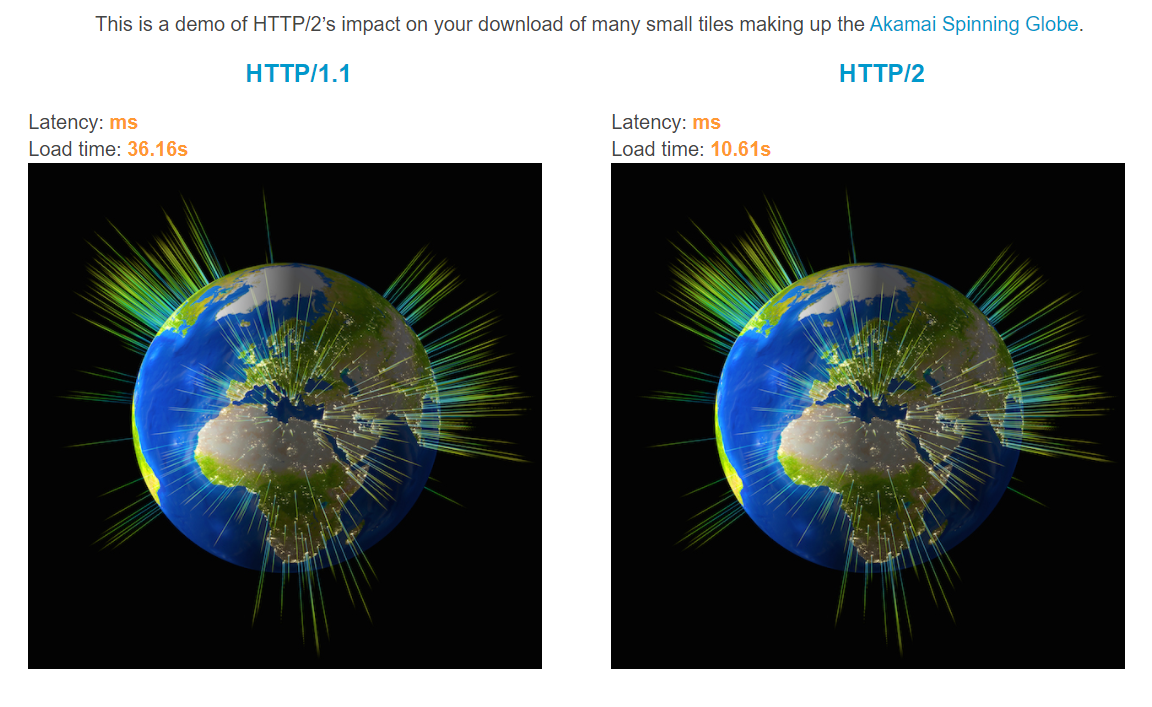 This is a demo of HTTP/2’s impact on your download of many small tiles making up the Akamai Spinning Globe.
HTTP/1.1
Latency: ms
Load time: 36.16s
HTTP/2
Latency: ms
Load time: 10.61s